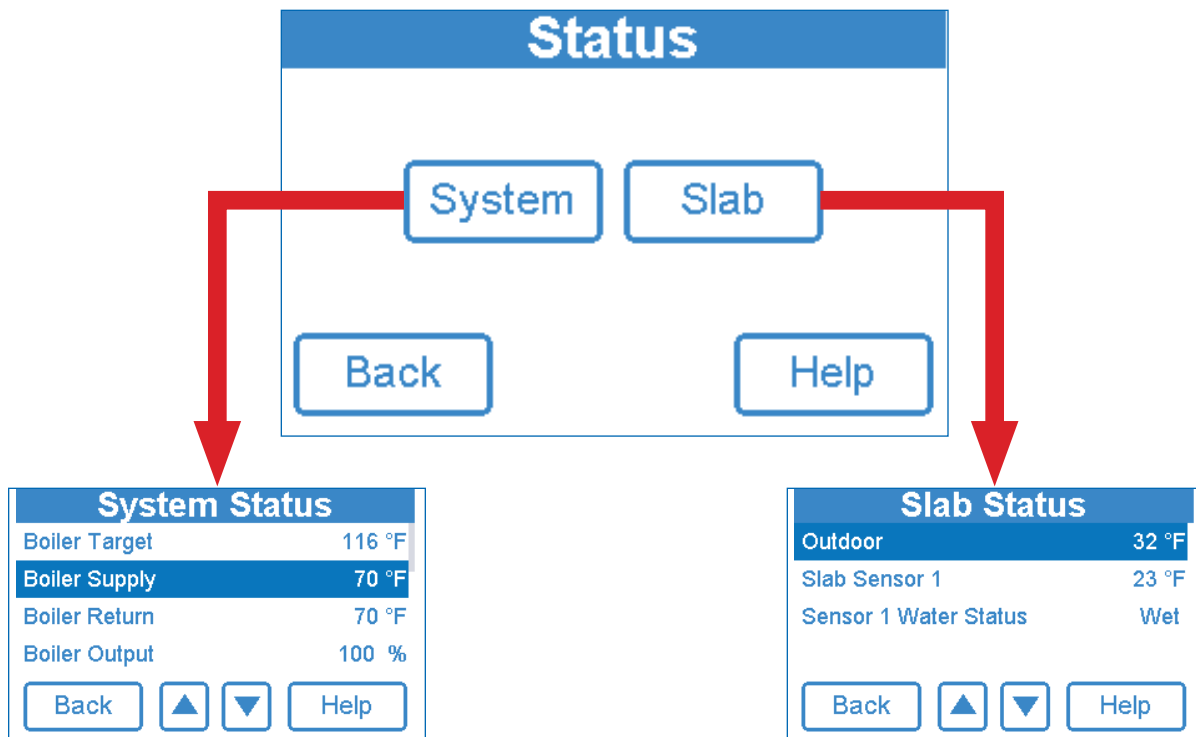 Status
System Slab
Back Help
System Status
Boiler Target 116 °F
Boiler Supply 70 °F
Boiler Return 70 °F
Boiler Output 100 %
Back Help
Slab Status
Outdoor 32 °F
Slab Sensor 1 23 °F
Sensor 1 Water Status Wet
Back Help